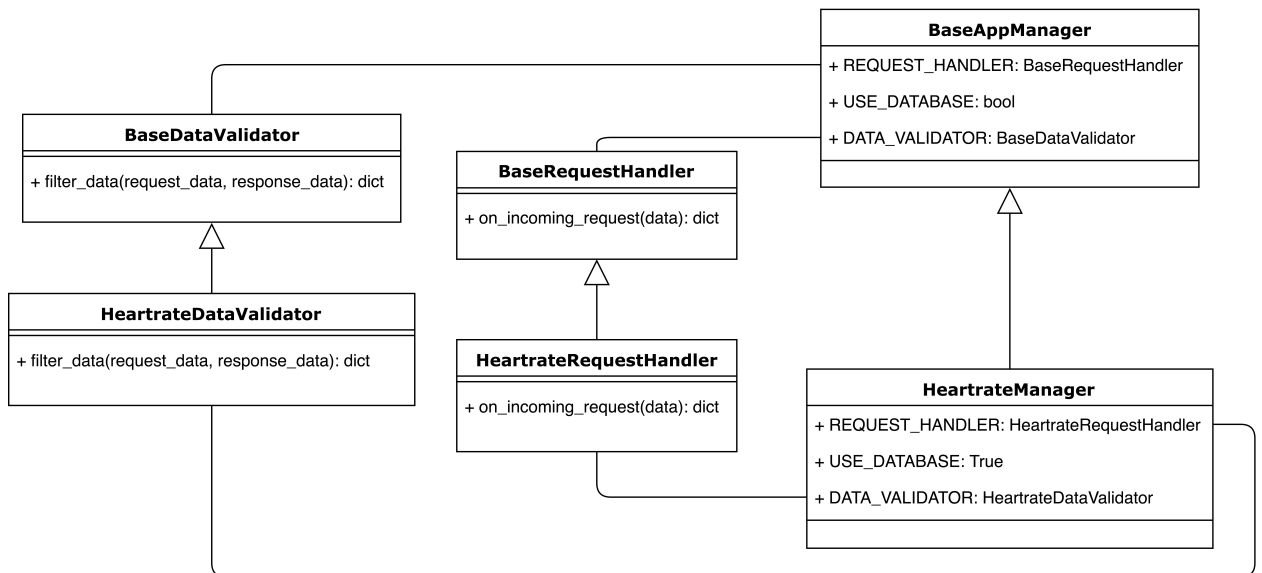 BaseAppManager
+ REQUEST_HANDLER: BaseRequestHandler
+ USE_DATABASE: bool
+ DATA_VALIDATOR: BaseDataValidator
BaseDataValidator
+ filter_data(request_data, response_data): dict
BaseRequestHandler
+ on_incoming_request(data): dict
HeartrateDataValidator
+ filter_data(request_data, response_data): dict
HeartrateRequestHandler
+ on_incoming_request(data): dict
HeartrateManager
+ REQUEST_HANDLER: HeartrateRequestHandler
+ USE_DATABASE: True
+ DATA_VALIDATOR: HeartrateDataValidator